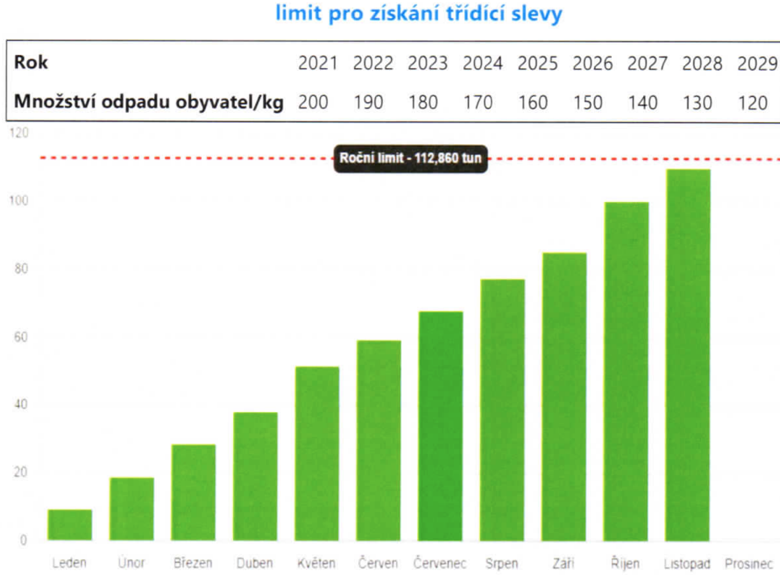 limit pro získání třídící slevy
Rok 2021 2022 2023 2024 2025 2026 2027 2028 2029
Množství odpadu obyvatel/kg 200 190 180 170 160 150 140 130 120
120
Roční limit - 112,860 tun
100
80
60
40
20
0
Leden Únor Březen Duben Květen Červen Červenec Srpen Září Říjen Listopad Prosinec